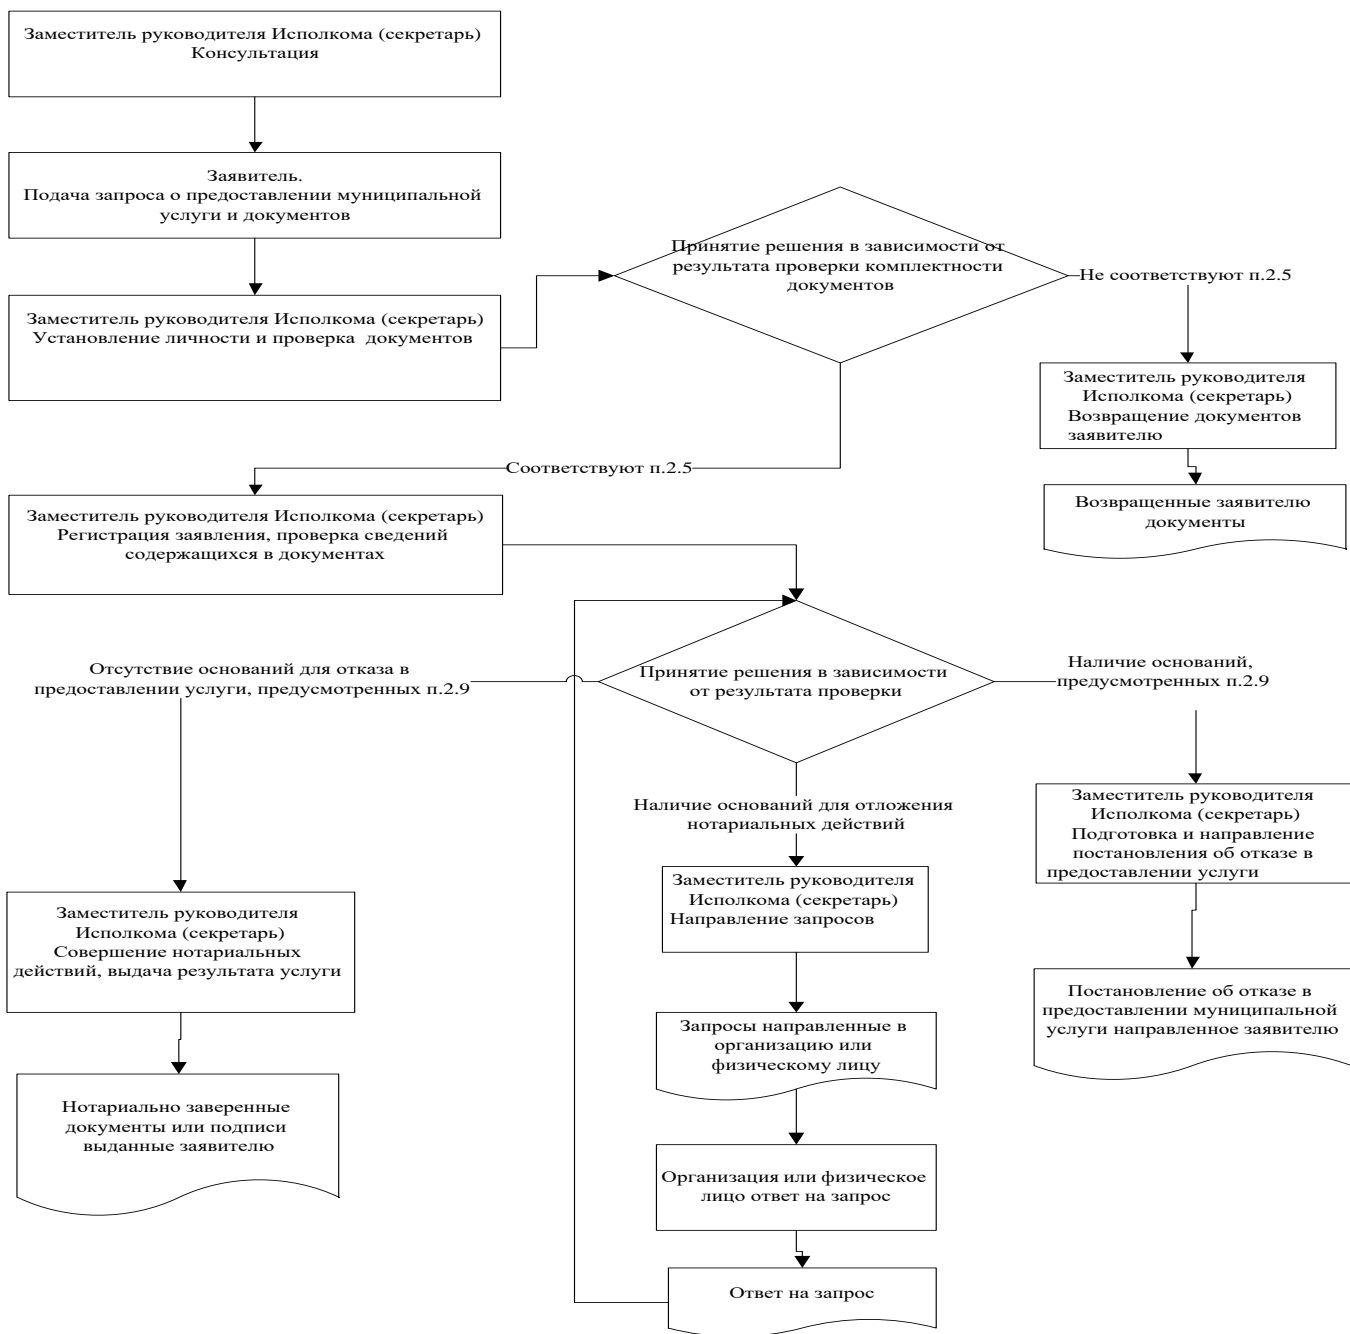 Заместитель руководителя Исполкома (секретарь)
Консультация
Заявитель.
Подача запроса о предоставлении муниципальной
услуги и документов
Заместитель руководителя Исполкома (секретарь)
Установление личности и проверка документов
Принятие решения в зависимости от
результата проверки комплектности
документов
Не соответствуют п.2.5
Заместитель руководителя
Исполкома (секретарь)
Возвращение документов
заявителю
Возвращенные заявителю
документы
Соответствуют п.2.5
Заместитель руководителя Исполкома (секретарь)
Регистрация заявления, проверка сведений
содержащихся в документах
Принятие решения в зависимости
от результата проверки
Отсутствие оснований для отказа в
предоставлении услуги, предусмотренных п.2.9
Наличие оснований,
предусмотренных п.2.9
Наличие оснований для отложения
нотариальных действий
Заместитель руководителя
Исполкома (секретарь)
Подготовка и направление
постановления об отказе в
предоставлении услуги
Заместитель руководителя
Исполкома (секретарь)
Направление запросов
Заместитель руководителя
Исполкома (секретарь)
Совершение нотариальных
действий, выдача результата услуги
Постановление об отказе в
предоставлении муниципальной
услуги направленное заявителю
Запросы направленные в
организацию или
физическому лицу
Нотариально заверенные
документы или подписи
выданные заявителю
Организация или физическое
лицо ответ на запрос
Ответ на запрос